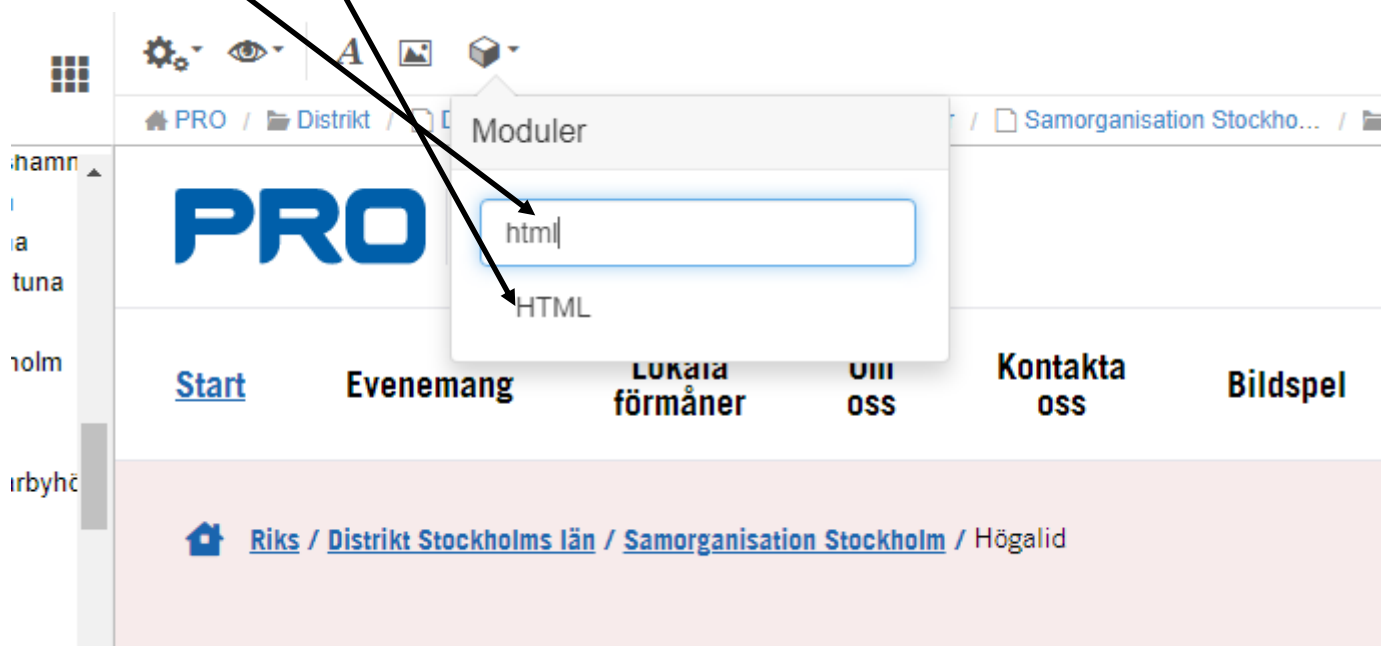 A
PRO / Distrikt / / Samorganisation Stockho... /
Moduler
html
HTML
PRO
tuna
Start Evenemang Lokala förmåner Om oss Kontakta oss Bildspel
Riks / Distrikt Stockholms län / Samorganisation Stockholm / Högalid